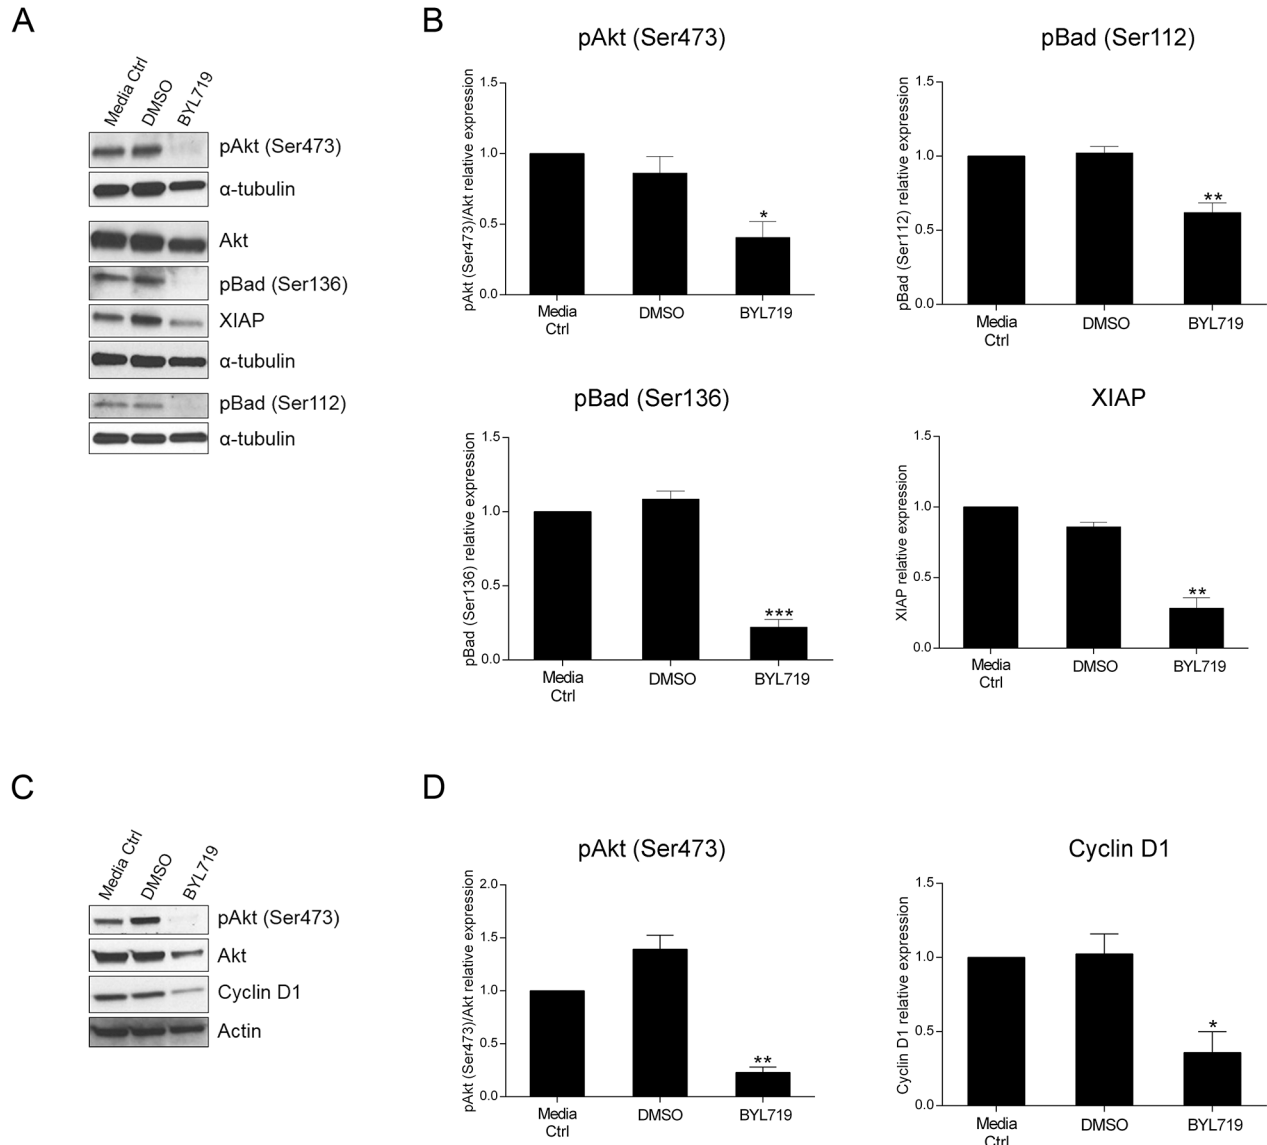 A
Media Ctrl
DMSO
BYL719
pAkt (Ser473)
α-tubulin
Akt
pBad (Ser136)
XIAP
α-tubulin
pBad (Ser112)
α-tubulin
B
pAkt (Ser473)
pAkt (Ser473)/Akt relative expression
1.5
1.0
0.5
0.0
*
Media
Ctrl
DMSO
BYL719
pBad (Ser112)
pBad (Ser112) relative expression
1.5
1.0
0.5
0.0
**
Media
Ctrl
DMSO
BYL719
pBad (Ser136)
pBad (Ser136) relative expression
1.5
1.0
0.5
0.0
***
Media
Ctrl
DMSO
BYL719
XIAP
XIAP relative expression
1.5
1.0
0.5
0.0
**
Media
Ctrl
DMSO
BYL719
C
Media Ctrl
DMSO
BYL719
pAkt (Ser473)
Akt
Cyclin D1
Actin
D
pAkt (Ser473)
pAkt (Ser473)/Akt relative expression
2.0
1.5
1.0
0.5
0.0
**
Media
Ctrl
DMSO
BYL719
Cyclin D1
Cyclin D1 relative expression
1.5
1.0
0.5
0.0
*
Media
Ctrl
DMSO
BYL719